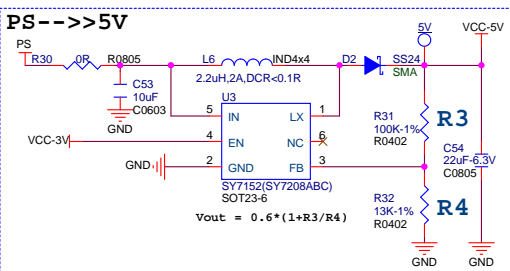 PS-->>5V
PS
R30
0R
R0805
L6
IND4x4
D2
SS24
SMA
5V
VCC-5V
2.2uH,2A,DCR<0.1R
C53
10uF
C0603
GND
U3
5
IN
LX
1
VCC-3V
4
EN
NC
6
GND
2
GND
FB
3
SY7152(SY7208ABC)
SOT23-6
Vout = 0.6*(1+R3/R4)
R31
100K-1%
R0402
R3
C54
22uF-6.3V
C0805
R32
13K-1%
R0402
R4
GND
GND